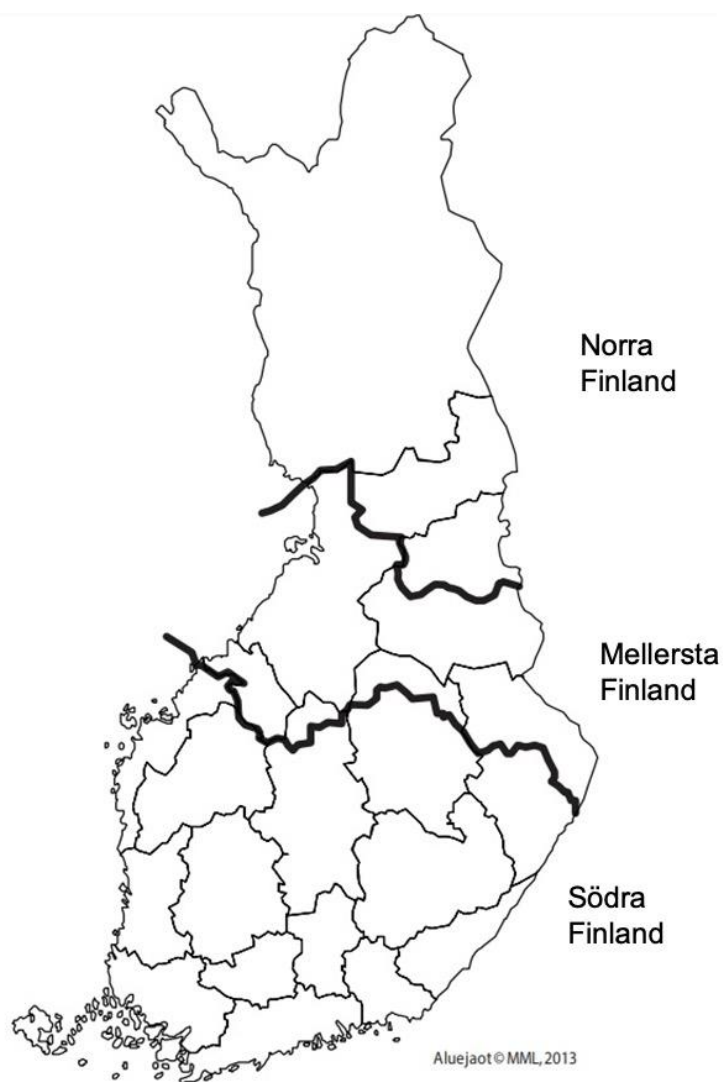 Norra
Finland
Mellersta
Finland
Södra
Finland
Aluejaot © MML, 2013